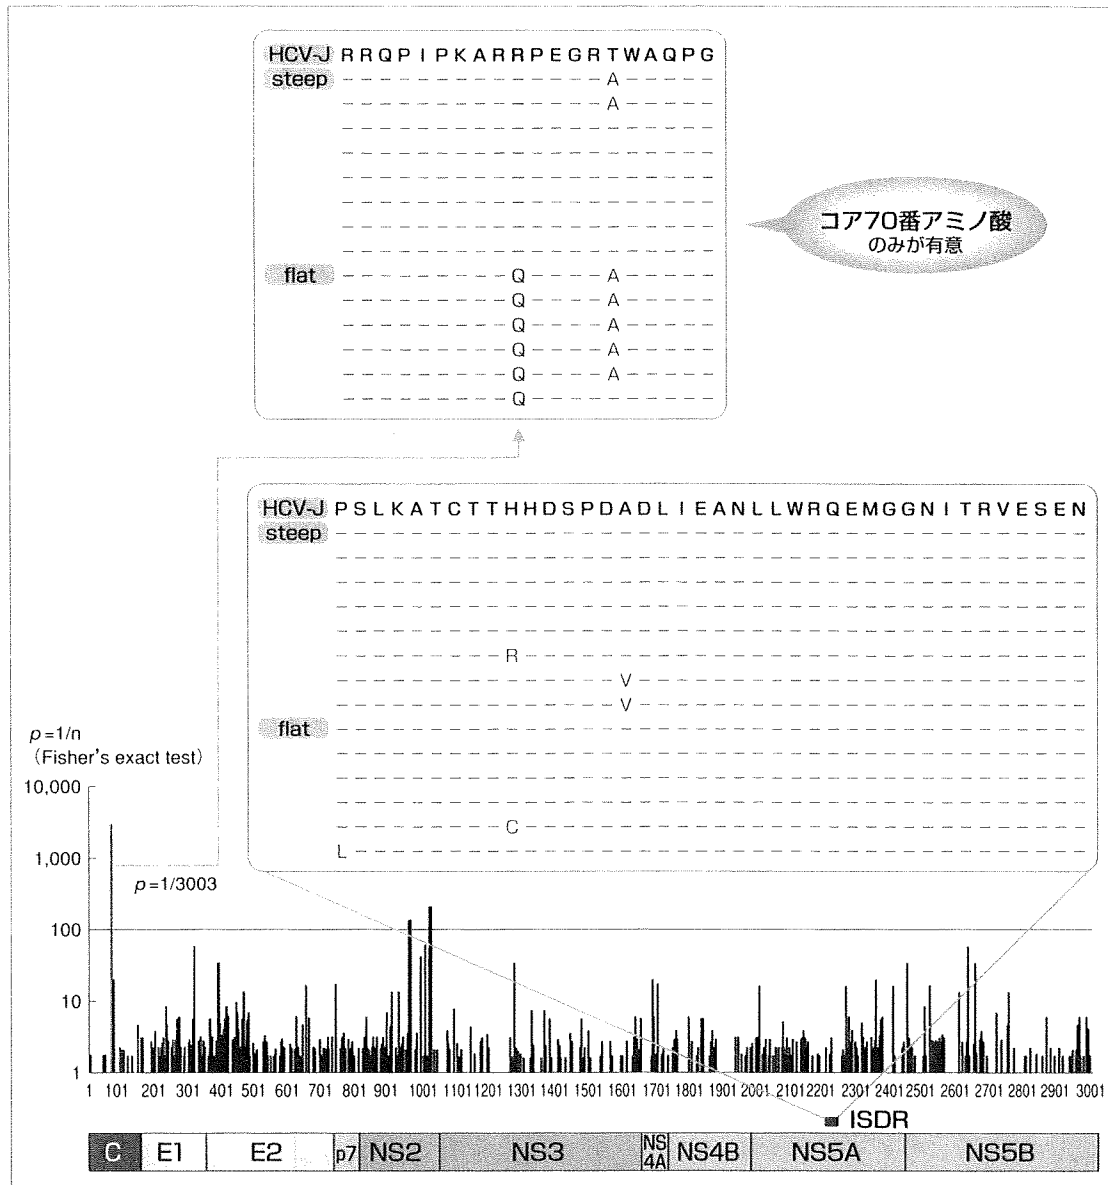 HCV-J R R Q P I P K A R R P E G R T W A Q P G
steep - - - - - - - - - - - - - - A - - - - -
- - - - - - - - - - - - - - A - - - - -
- - - - - - - - - - - - - - - - - - - -
- - - - - - - - - - - - - - - - - - - -
- - - - - - - - - - - - - - - - - - - -
- - - - - - - - - - - - - - - - - - - -
- - - - - - - - - - - - - - - - - - - -
- - - - - - - - - - - - - - - - - - - -
flat - - - - - - - - - Q - - - - A - - - - -
- - - - - - - - - Q - - - - A - - - - -
- - - - - - - - - Q - - - - A - - - - -
- - - - - - - - - Q - - - - A - - - - -
- - - - - - - - - Q - - - - A - - - - -
- - - - - - - - - Q - - - - - - - - - -
コア70番アミノ酸
のみが有意
HCV-J P S L K A T C T T H H D S P D A D L I E A N L L W R Q E M G G N I T R V E S E N
steep - - - - - - - - - - - - - - - - - - - - - - - - - - - - - - - - - - - - - - - -
- - - - - - - - - - - - - - - - - - - - - - - - - - - - - - - - - - - - - - - -
- - - - - - - - - - - - - - - - - - - - - - - - - - - - - - - - - - - - - - - -
- - - - - - - - - - - - - - - - - - - - - - - - - - - - - - - - - - - - - - - -
- - - - - - - - - - - - - - - - - - - - - - - - - - - - - - - - - - - - - - - -
- - - - - - - - - R - - - - - - - - - - - - - - - - - - - - - - - - - - - - - -
- - - - - - - - - - - - - - - V - - - - - - - - - - - - - - - - - - - - - - - -
- - - - - - - - - - - - - - - V - - - - - - - - - - - - - - - - - - - - - - - -
flat - - - - - - - - - - - - - - - - - - - - - - - - - - - - - - - - - - - - - - - -
- - - - - - - - - - - - - - - - - - - - - - - - - - - - - - - - - - - - - - - -
- - - - - - - - - - - - - - - - - - - - - - - - - - - - - - - - - - - - - - - -
- - - - - - - - - - - - - - - - - - - - - - - - - - - - - - - - - - - - - - - -
- - - - - - - - - C - - - - - - - - - - - - - - - - - - - - - - - - - - - - - -
L - - - - - - - - - - - - - - - - - - - - - - - - - - - - - - - - - - - - - - -
p=1/n
(Fisher's exact test)
10,000
1,000
p=1/3003
100
10
1
1 101 201 301 401 501 601 701 801 901 1001 1101 1201 1301 1401 1501 1601 1701 1801 1901 2001 2101 2201 2301 2401 2501 2601 2701 2801 2901 3001
ISDR
C E1 E2 p7 NS2 NS3 NS 4A NS4B NS5A NS5B